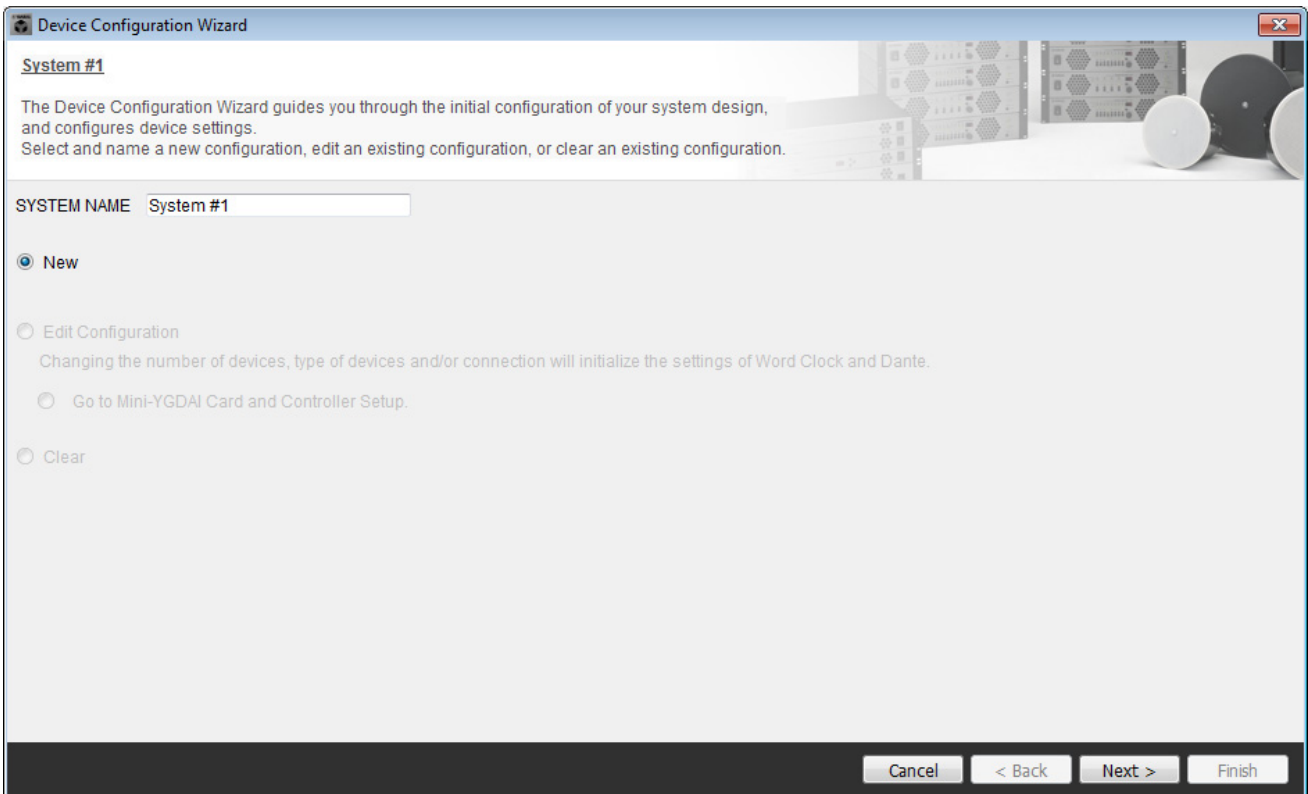 Device Configuration Wizard
System #1
The Device Configuration Wizard guides you through the initial configuration of your system design,
and configures device settings.
Select and name a new configuration, edit an existing configuration, or clear an existing configuration.
SYSTEM NAME System #1
New
Edit Configuration
Changing the number of devices, type of devices and/or connection will initialize the settings of Word Clock and Dante.
Go to Mini-YGDAI Card and Controller Setup.
Clear
Cancel < Back Next > Finish